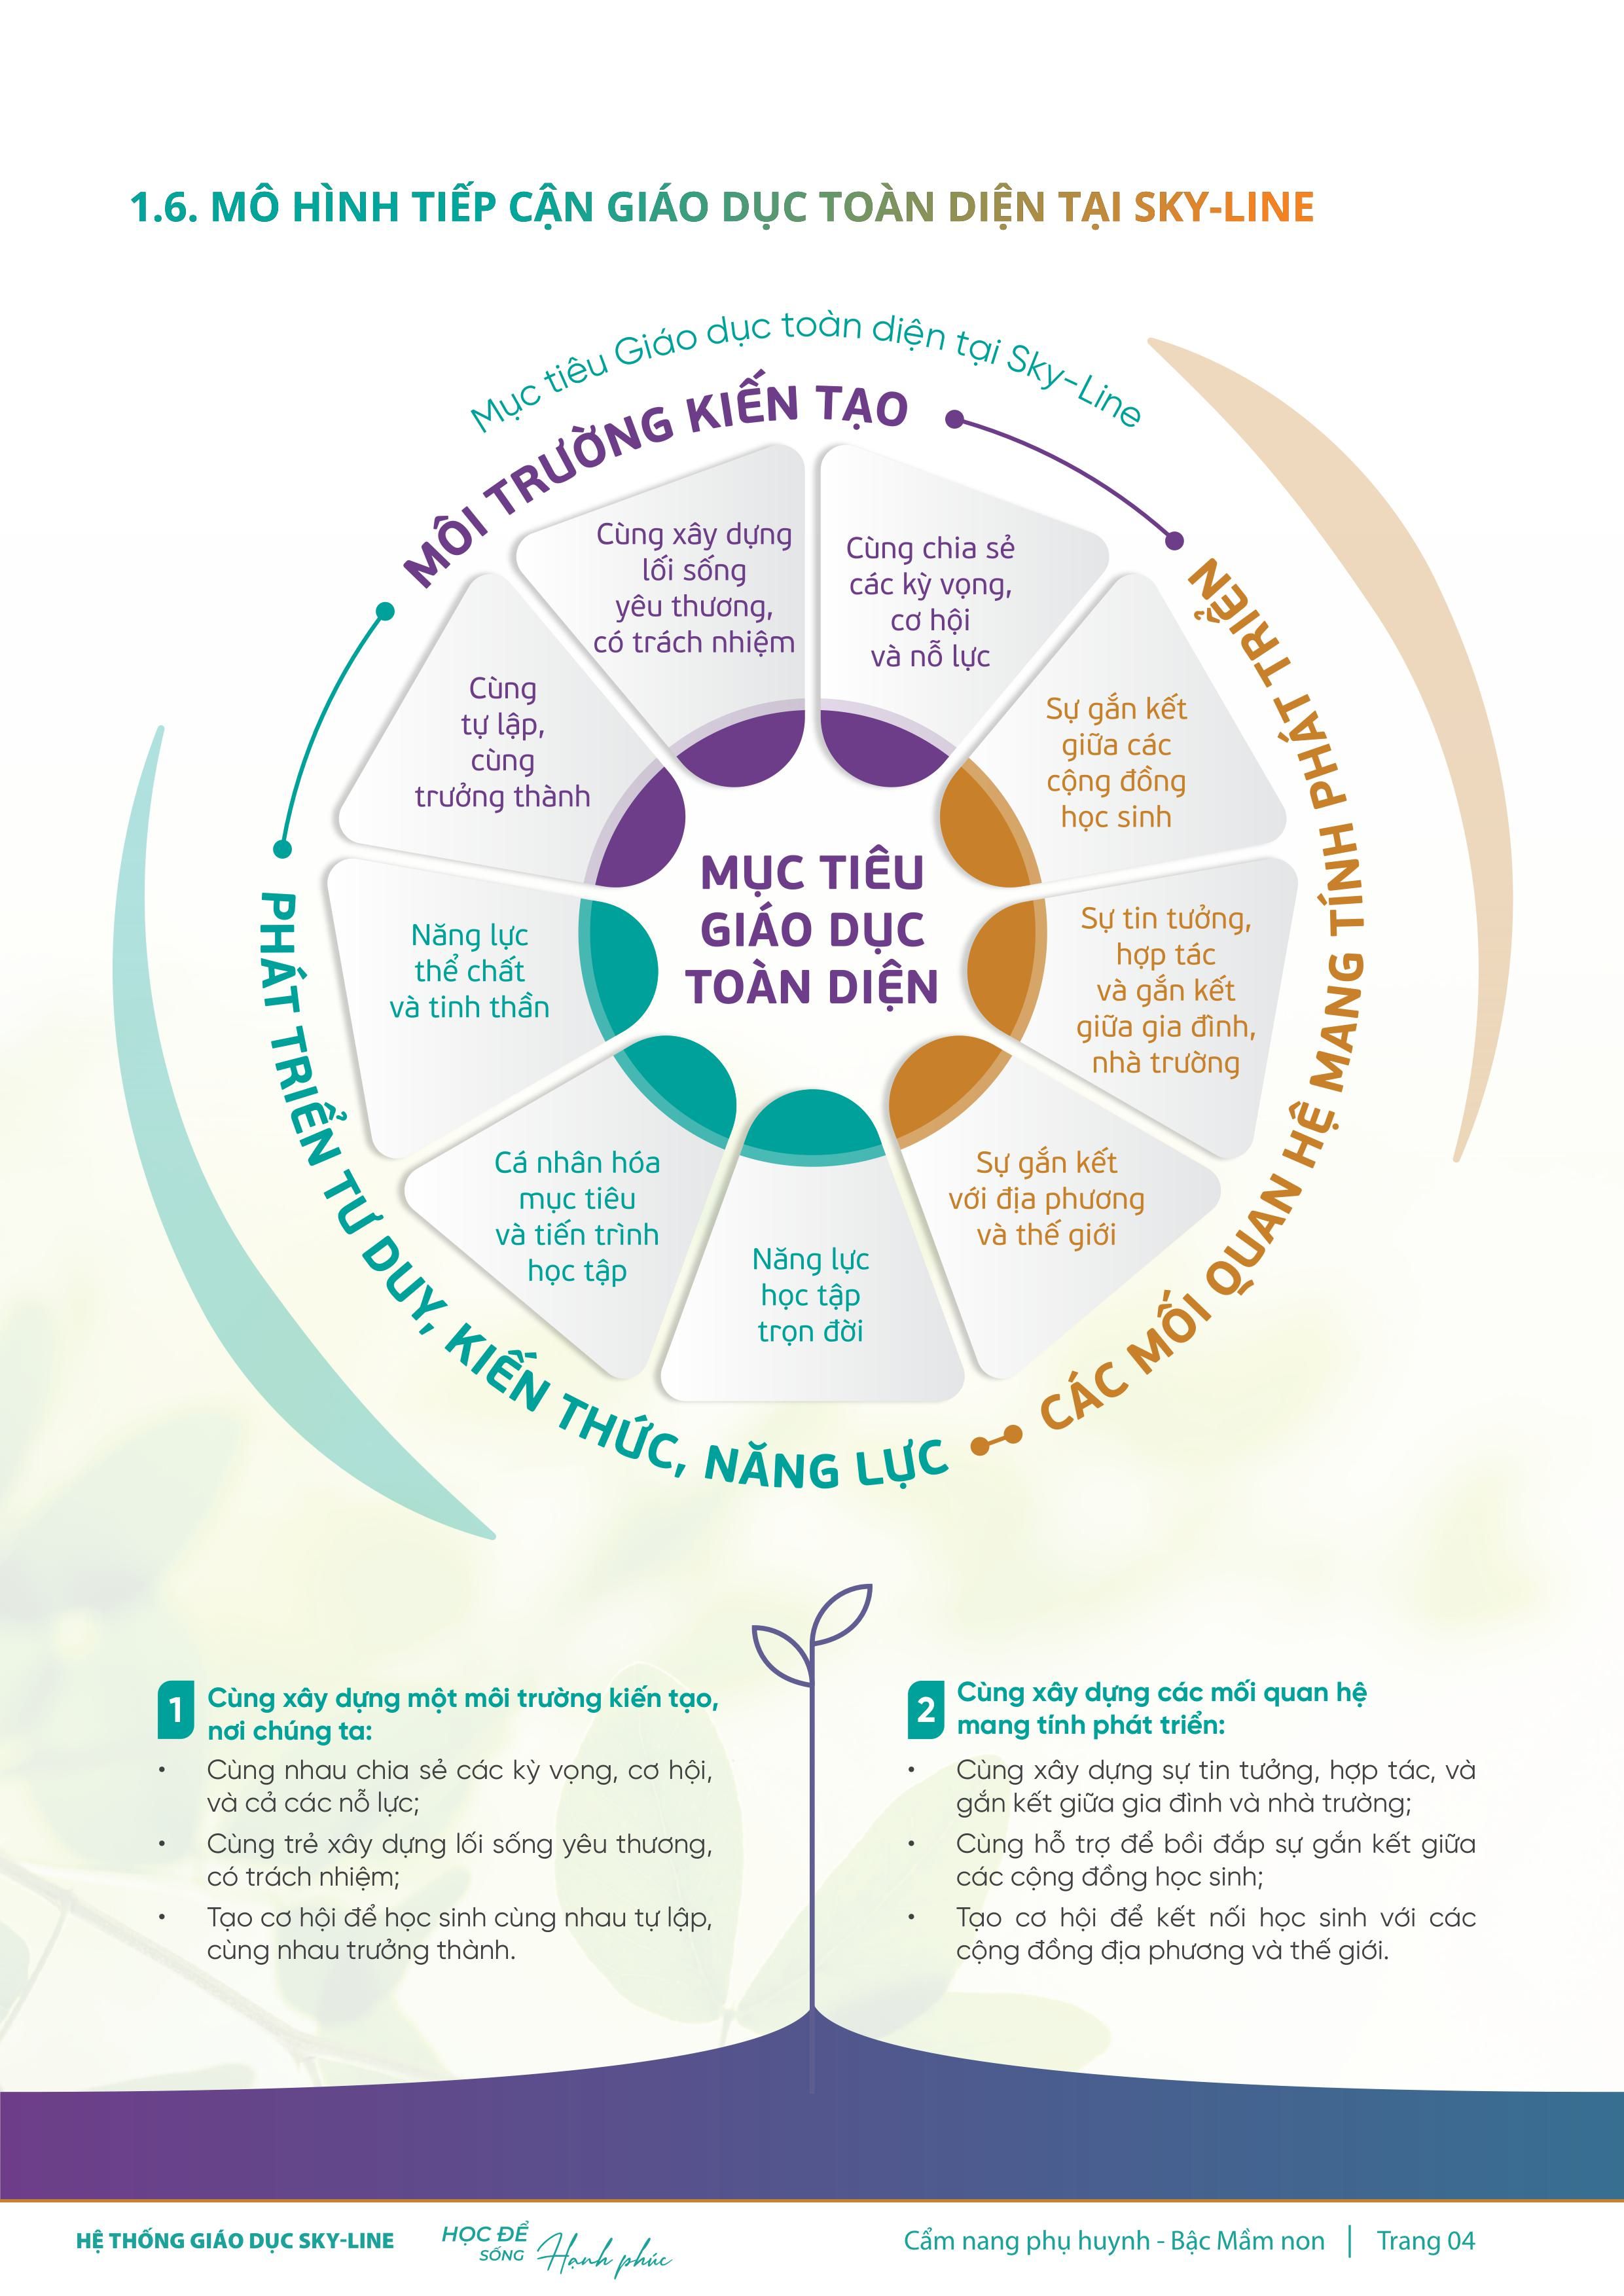 1.6. MÔ HÌNH TIẾP CẬN GIÁO DỤC TOÀN DIỆN TẠI SKY-LINE
Mục tiêu Giáo dục toàn diện tại Sky-Line
MÔI TRƯỜNG KIẾN TẠO
Cùng xây dựng
lối sống
yêu thương,
có trách nhiệm
Cùng chia sẻ
các kỳ vọng,
cơ hội
và nỗ lực
Cùng
tự lập,
cùng
trưởng thành
CÁC MỐI QUAN HỆ MANG TÍNH PHÁT TRIỂN
Sự gắn kết
giữa các
cộng đồng
học sinh
Sự tin tưởng,
hợp tác
và gắn kết
giữa gia đình,
nhà trường
Sự gắn kết
với địa phương
và thế giới
MỤC TIÊU
GIÁO DỤC
TOÀN DIỆN
PHÁT TRIỂN TƯ DUY, KIẾN THỨC, NĂNG LỰC
Năng lực
thể chất
và tinh thần
Cá nhân hóa
mục tiêu
và tiến trình
học tập
Năng lực
học tập
trọn đời
1 Cùng xây dựng một môi trường kiến tạo,
nơi chúng ta:
• Cùng nhau chia sẻ các kỳ vọng, cơ hội,
và cả các nỗ lực;
• Cùng trẻ xây dựng lối sống yêu thương,
có trách nhiệm;
• Tạo cơ hội để học sinh cùng nhau tự lập,
cùng nhau trưởng thành.
2 Cùng xây dựng các mối quan hệ
mang tính phát triển:
• Cùng xây dựng sự tin tưởng, hợp tác, và
gắn kết giữa gia đình và nhà trường;
• Cùng hỗ trợ để bồi đắp sự gắn kết giữa
các cộng đồng học sinh;
• Tạo cơ hội để kết nối học sinh với các
cộng đồng địa phương và thế giới.
HỆ THỐNG GIÁO DỤC SKY-LINE
HỌC ĐỂ
SỐNG Hạnh phúc
Cẩm nang phụ huynh - Bậc Mầm non | Trang 04